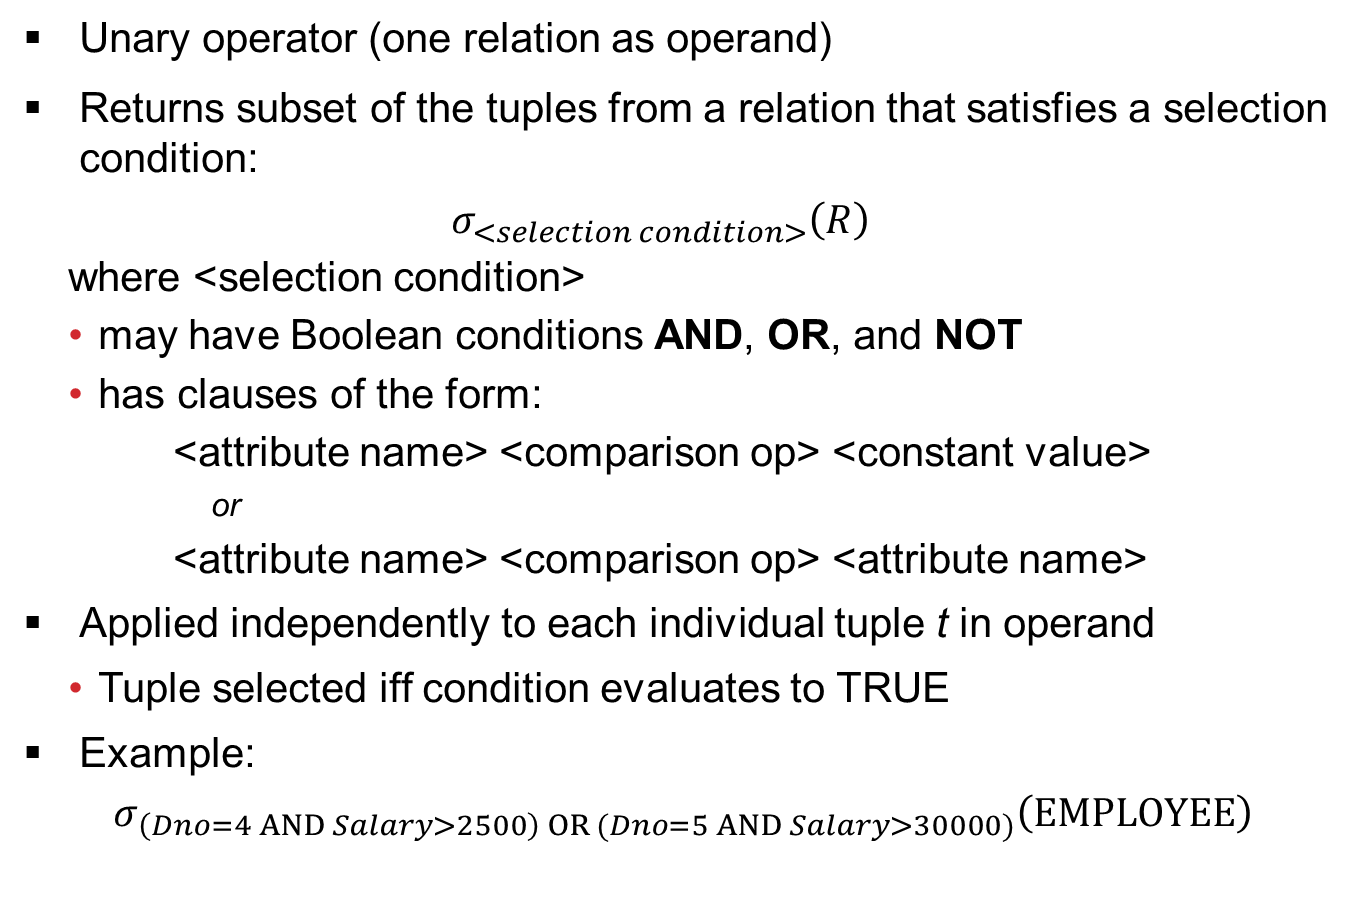 ▪ Unary operator (one relation as operand)
▪ Returns subset of the tuples from a relation that satisfies a selection
condition:
σ<selection condition>(R)
where <selection condition>
• may have Boolean conditions AND, OR, and NOT
• has clauses of the form:
<attribute name> <comparison op> <constant value>
or
<attribute name> <comparison op> <attribute name>
▪ Applied independently to each individual tuple t in operand
• Tuple selected iff condition evaluates to TRUE
▪ Example:
σ(Dno=4 AND Salary>2500) OR (Dno=5 AND Salary>30000)(EMPLOYEE)